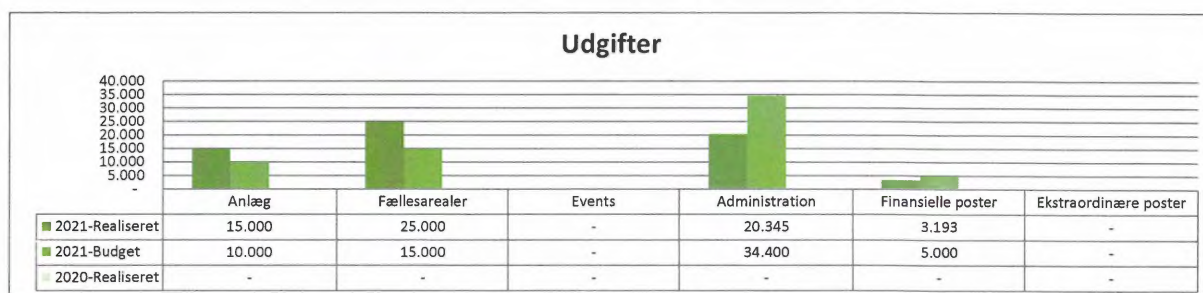 Udgifter
40.000
35.000
30.000
25.000
20.000
15.000
10.000
5.000
-
Anlæg Fællesarealer Events Administration Finansielle poster Ekstraordinære poster
2021-Realiseret 15.000 25.000 - 20.345 3.193 -
2021-Budget 10.000 15.000 - 34.400 5.000 -
2020-Realiseret - - - - - -